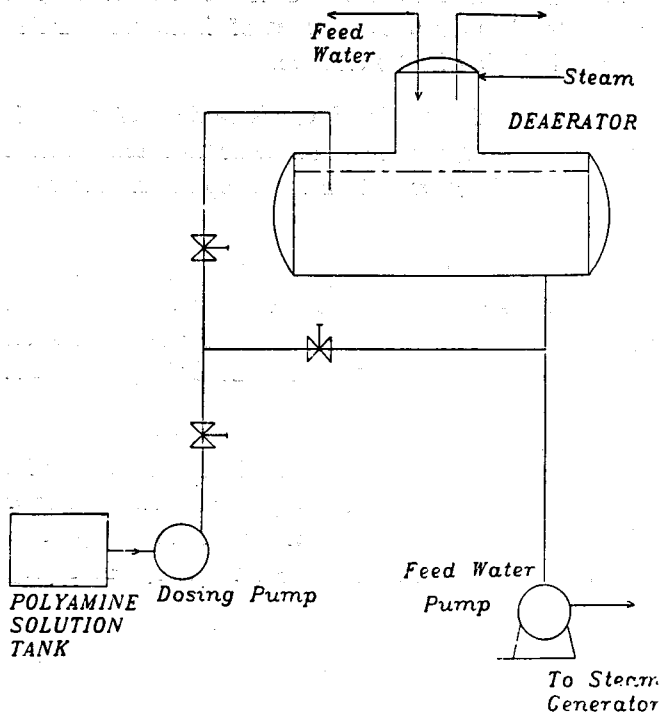 Feed
Water
Steam
DEAERATOR
POLYAMINE
SOLUTION
TANK
Dosing Pump
Feed Water
Pump
To Steam
Generator